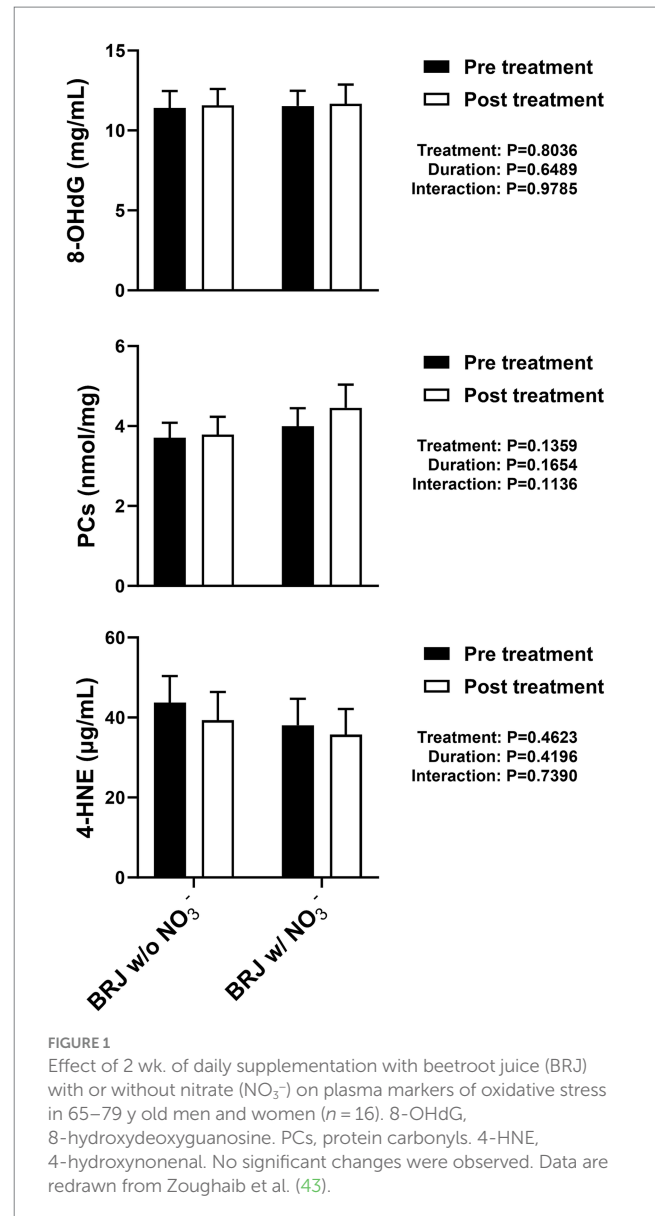 15
10
5
0
8-OHdG (mg/mL)
Pre treatment
Post treatment
Treatment: P=0.8036
Duration: P=0.6489
Interaction: P=0.9785
6
4
2
0
PCs (nmol/mg)
Pre treatment
Post treatment
Treatment: P=0.1359
Duration: P=0.1654
Interaction: P=0.1136
60
40
20
0
4-HNE (µg/mL)
Pre treatment
Post treatment
Treatment: P=0.4623
Duration: P=0.4196
Interaction: P=0.7390
BRJ w/o NO₃⁻
BRJ w/ NO₃⁻
FIGURE 1
Effect of 2 wk. of daily supplementation with beetroot juice (BRJ)
with or without nitrate (NO₃⁻) on plasma markers of oxidative stress
in 65–79 y old men and women (n = 16). 8-OHdG,
8-hydroxydeoxyguanosine. PCs, protein carbonyls. 4-HNE,
4-hydroxynonenal. No significant changes were observed. Data are
redrawn from Zoughaib et al. (43).